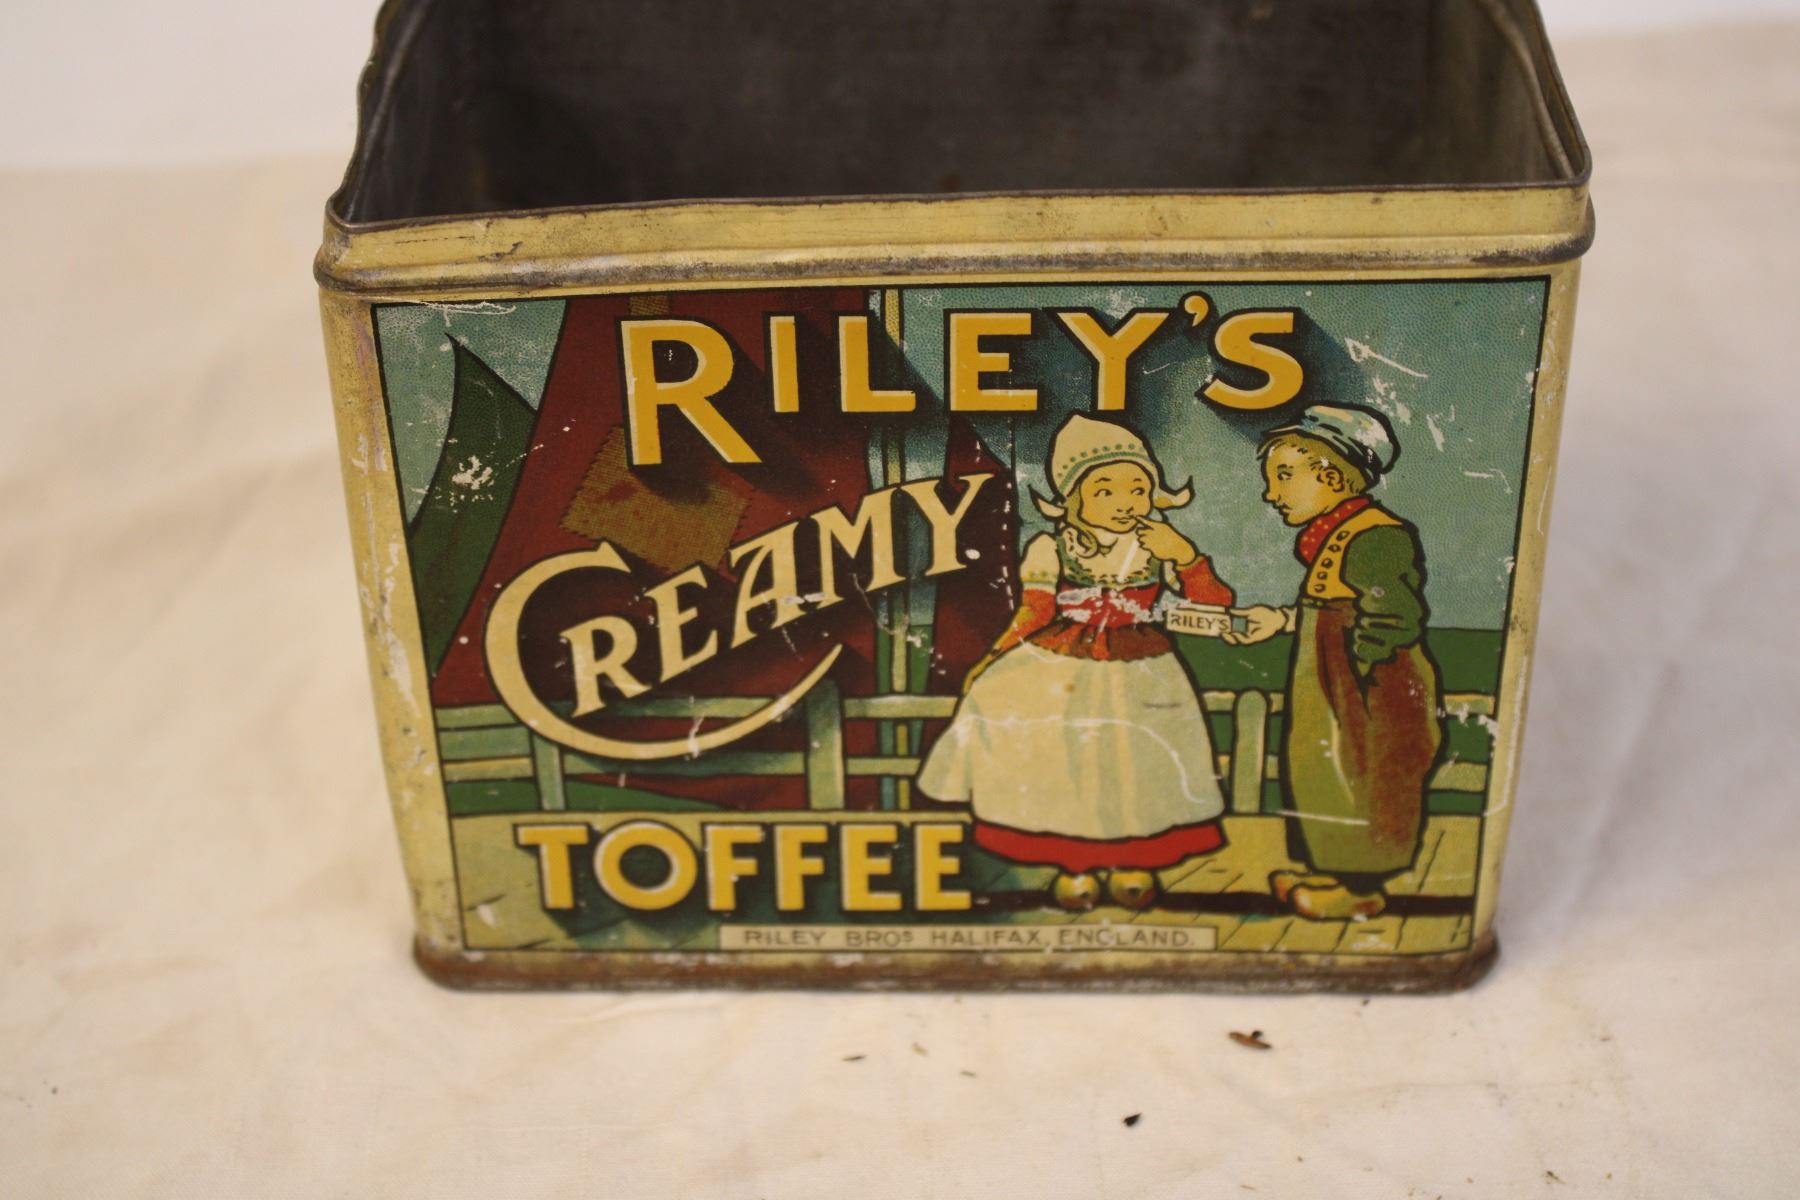 RILEY'S
CREAMY
RILEY'S
TOFFEE
RILEY BROS HALIFAX, ENGLAND.